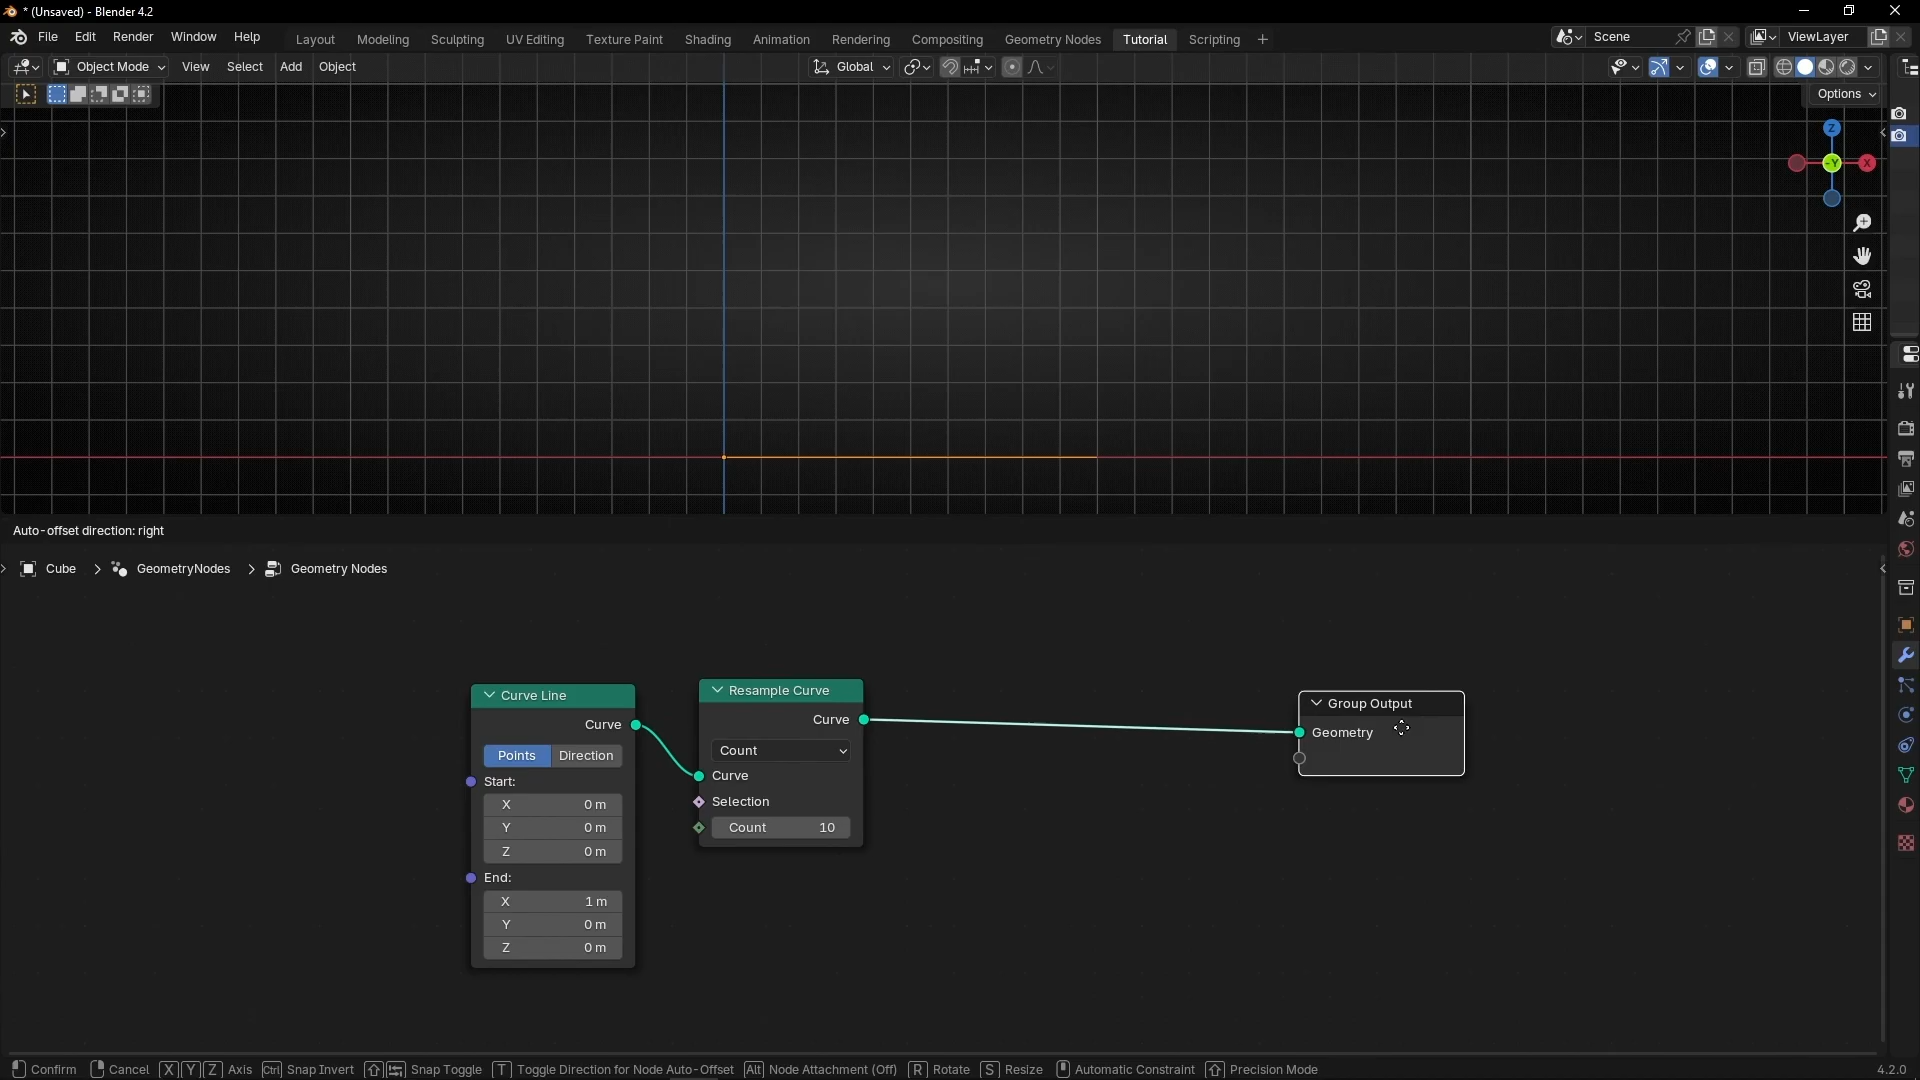 * (Unsaved) - Blender 4.2
File Edit Render Window Help Layout Modeling Sculpting UV Editing Texture Paint Shading Animation Rendering Compositing Geometry Nodes Tutorial Scripting + Scene ViewLayer
Object Mode View Select Add Object Global
Options
Z
-Y X
Auto-offset direction: right
Cube > GeometryNodes > Geometry Nodes
Curve Line
Curve
Points Direction
Start:
X 0 m
Y 0 m
Z 0 m
End:
X 1 m
Y 0 m
Z 0 m
Resample Curve
Curve
Count
Curve
Selection
Count 10
Group Output
Geometry
Confirm Cancel X Y Z Axis Ctrl Snap Invert Snap Toggle T Toggle Direction for Node Auto-Offset Alt Node Attachment (Off) R Rotate S Resize Automatic Constraint Precision Mode 4.2.0